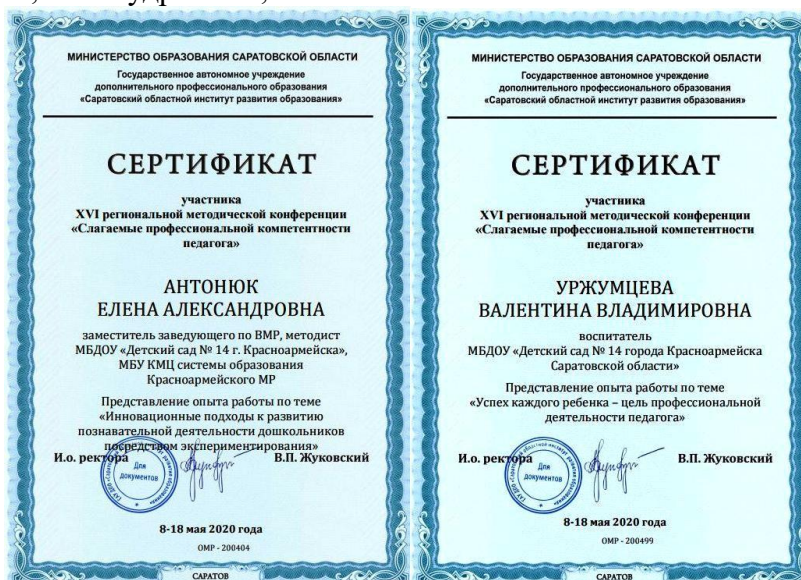 МИНИСТЕРСТВО ОБРАЗОВАНИЯ САРАТОВСКОЙ ОБЛАСТИ
Государственное автономное учреждение
дополнительного профессионального образования
«Саратовский областной институт развития образования»
СЕРТИФИКАТ
участника
XVI региональной методической конференции
«Слагаемые профессиональной компетентности
педагога»
АНТОНЮК
ЕЛЕНА АЛЕКСАНДРОВНА
заместитель заведующего по ВМР, методист
МБДОУ «Детский сад № 14 г. Красноармейска»,
МБУ КМЦ системы образования
Красноармейского МР
Представление опыта работы по теме
«Инновационные подходы к развитию
познавательной деятельности дошкольников
посредством экспериментирования»
И.о. ректора В.П. Жуковский
Для
документов
8-18 мая 2020 года
ОМР - 200404
САРАТОВ
МИНИСТЕРСТВО ОБРАЗОВАНИЯ САРАТОВСКОЙ ОБЛАСТИ
Государственное автономное учреждение
дополнительного профессионального образования
«Саратовский областной институт развития образования»
СЕРТИФИКАТ
участника
XVI региональной методической конференции
«Слагаемые профессиональной компетентности
педагога»
УРЖУМЦЕВА
ВАЛЕНТИНА ВЛАДИМИРОВНА
воспитатель
МБДОУ «Детский сад № 14 города Красноармейска
Саратовской области»
Представление опыта работы по теме
«Успех каждого ребенка – цель профессиональной
деятельности педагога»
И.о. ректора В.П. Жуковский
Для
документов
8-18 мая 2020 года
ОМР - 200499
САРАТОВ